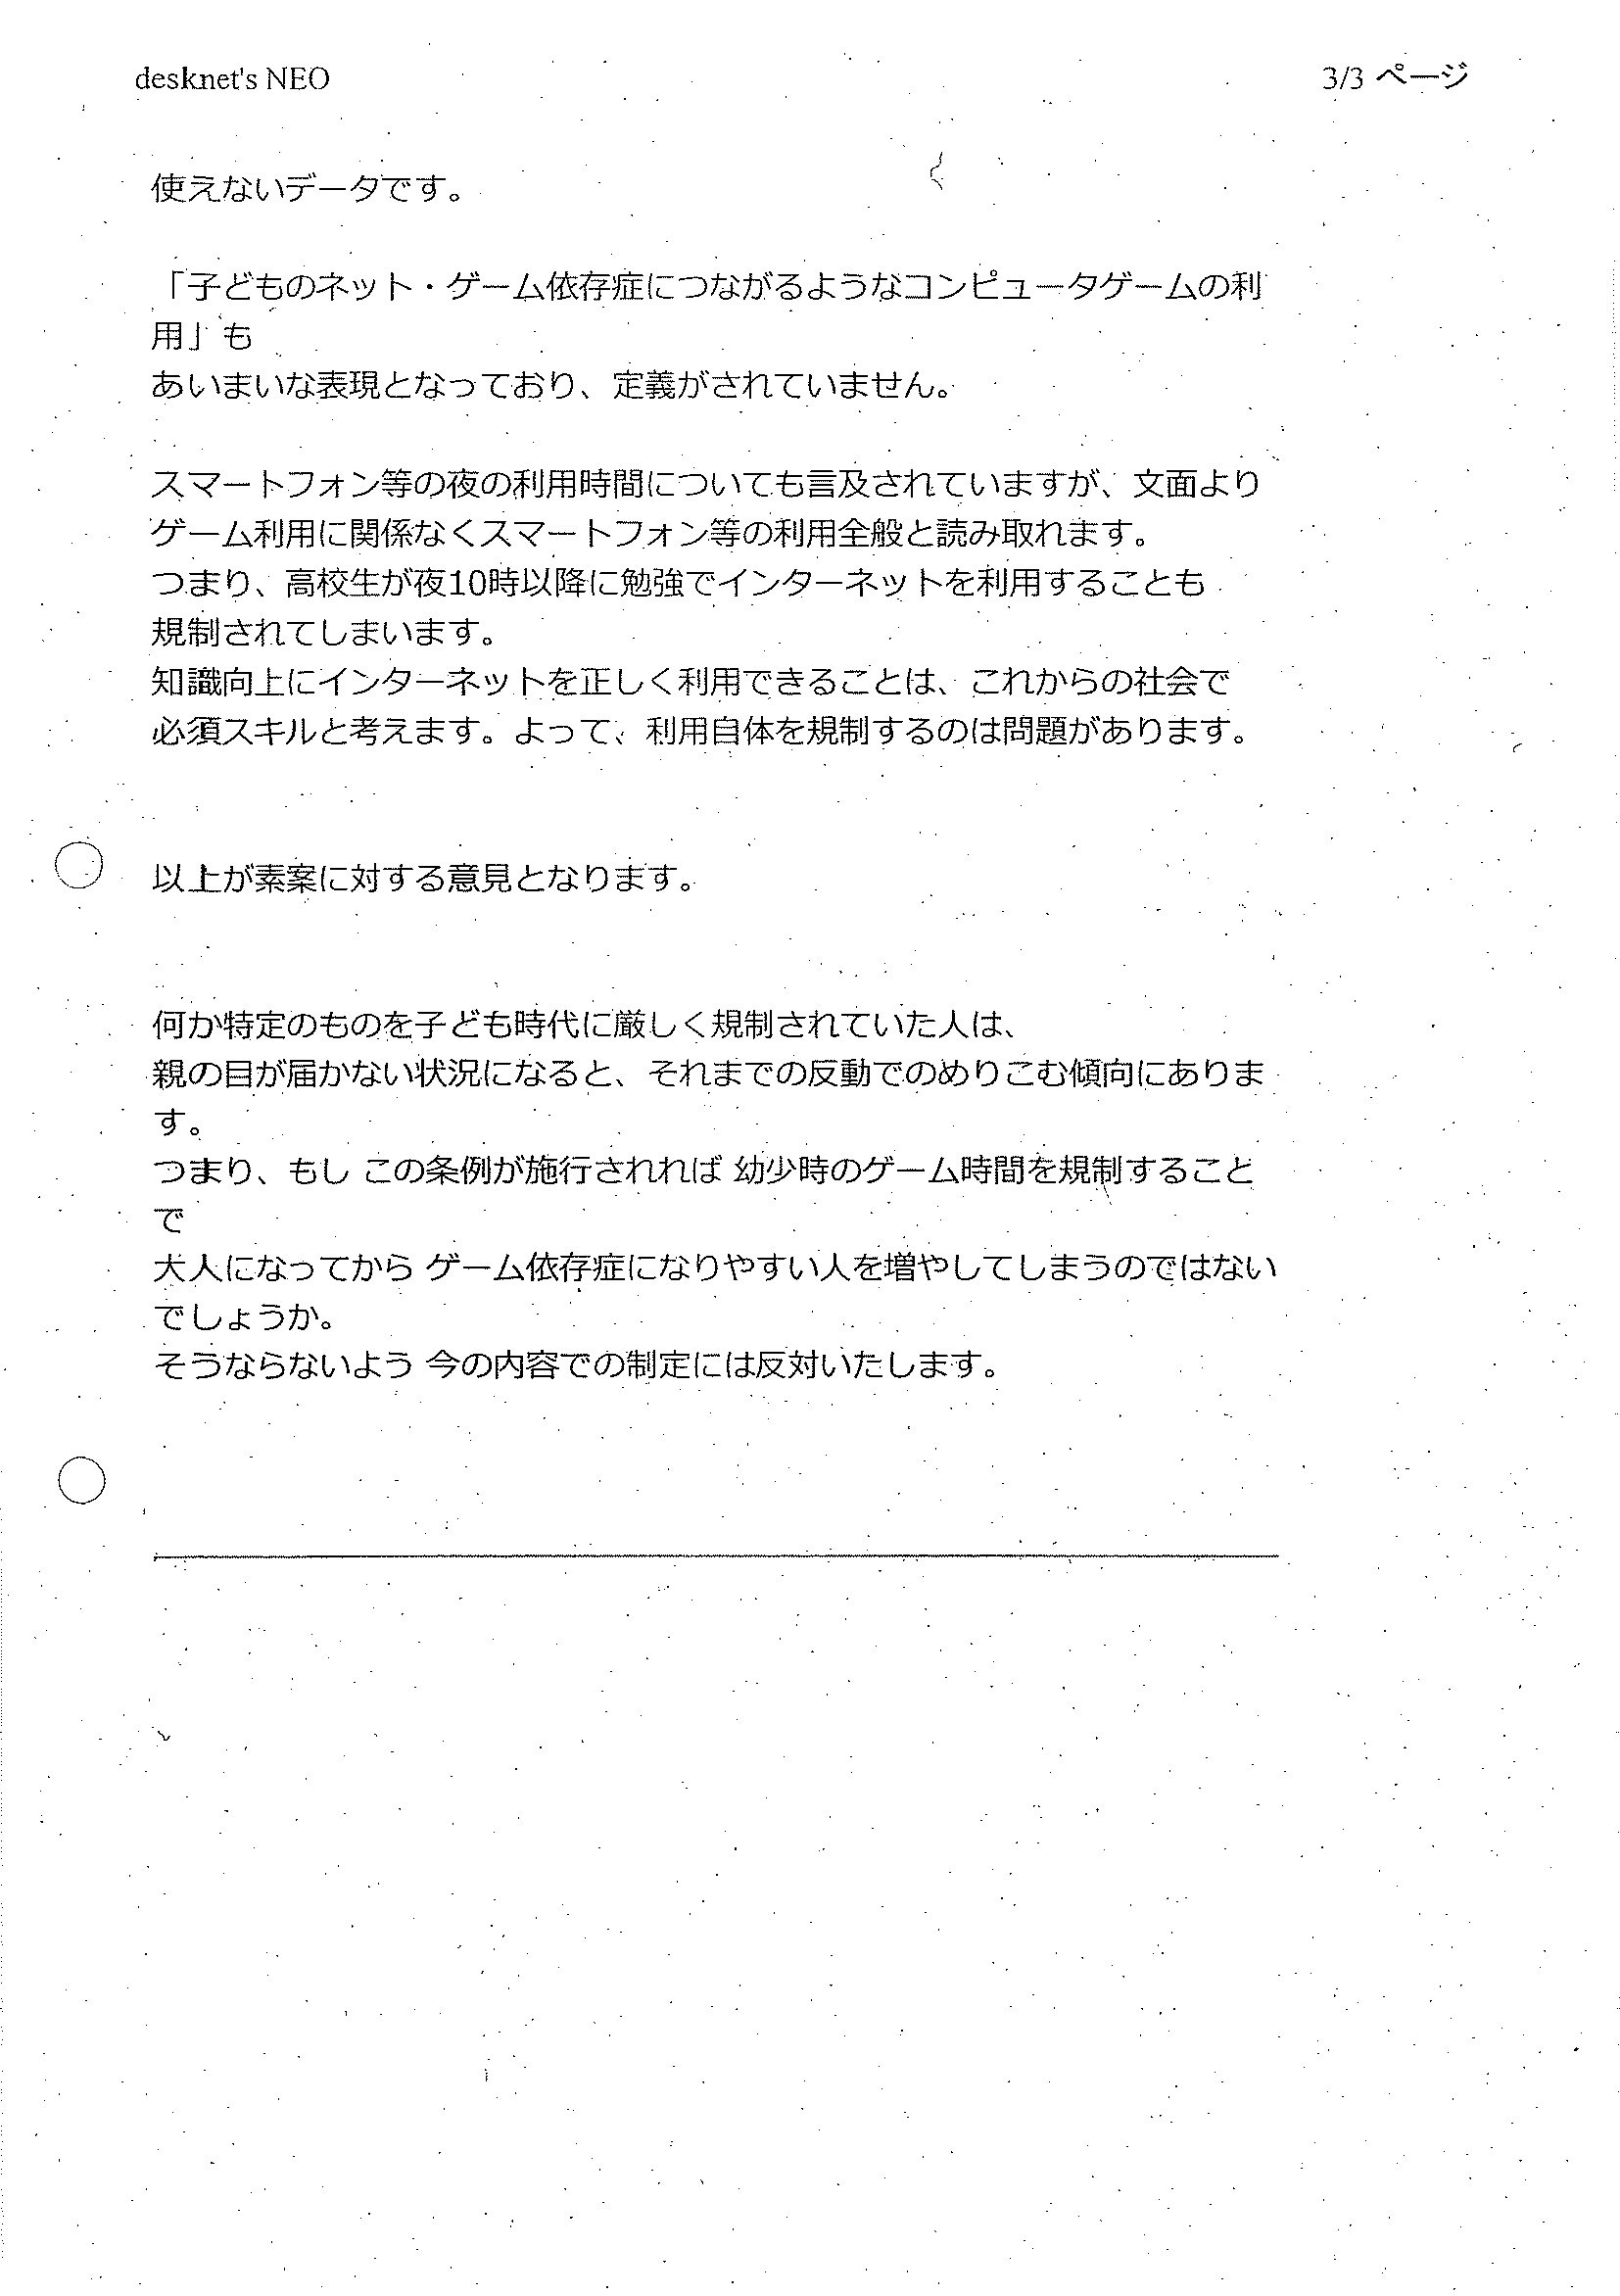 desknet's NEO
3/3 ページ
使えないデータです。
「子どものネット・ゲーム依存症につながるようなコンピュータゲームの利
用」も
あいまいな表現となっており、定義がされていません。
スマートフォン等の夜の利用時間についても言及されていますが、文面より
ゲーム利用に関係なくスマートフォン等の利用全般と読み取れます。
つまり、高校生が夜10時以降に勉強でインターネットを利用することも
規制されてしまいます。
知識向上にインターネットを正しく利用できることは、これからの社会で
必須スキルと考えます。よって、利用自体を規制するのは問題があります。
以上が素案に対する意見となります。
何か特定のものを子ども時代に厳しく規制されていた人は、
親の目が届かない状況になると、それまでの反動でのめりこむ傾向にありま
す。
つまり、もし この条例が施行されれば 幼少時のゲーム時間を規制すること
で
大人になってから ゲーム依存症になりやすい人を増やしてしまうのではない
でしょうか。
そうならないよう 今の内容での制定には反対いたします。